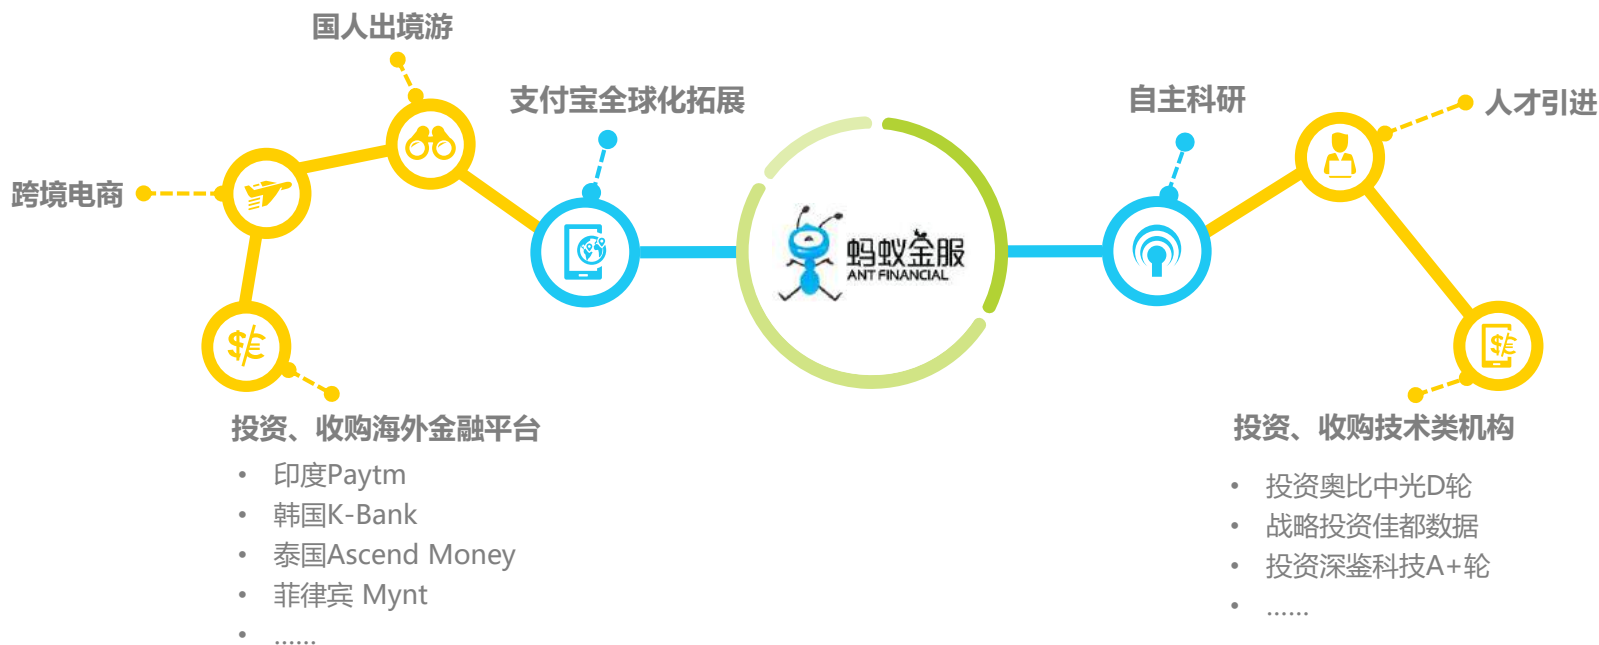 国人出境游
支付宝全球化拓展
自主科研
人才引进
跨境电商
蚂蚁金服
ANT FINANCIAL
投资、收购海外金融平台
• 印度Paytm
• 韩国K-Bank
• 泰国Ascend Money
• 菲律宾 Mynt
• ……
投资、收购技术类机构
• 投资奥比中光D轮
• 战略投资佳都数据
• 投资深鉴科技A+轮
• ……